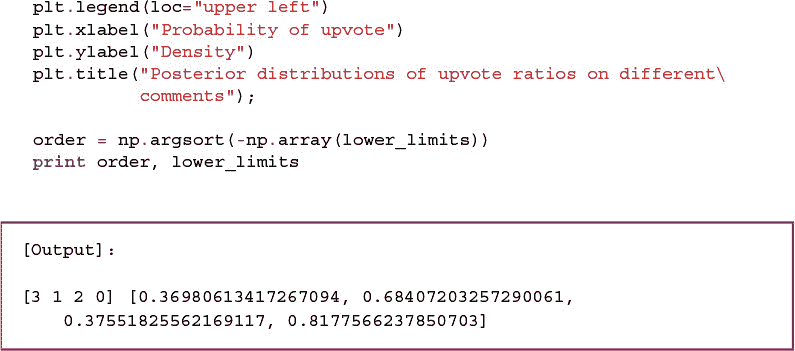 plt.legend(loc="upper left")
plt.xlabel("Probability of upvote")
plt.ylabel("Density")
plt.title("Posterior distributions of upvote ratios on different\
comments");
order = np.argsort(-np.array(lower_limits))
print order, lower_limits
[Output]:
[3 1 2 0] [0.36980613417267094, 0.68407203257290061,
0.37551825562169117, 0.8177566237850703]